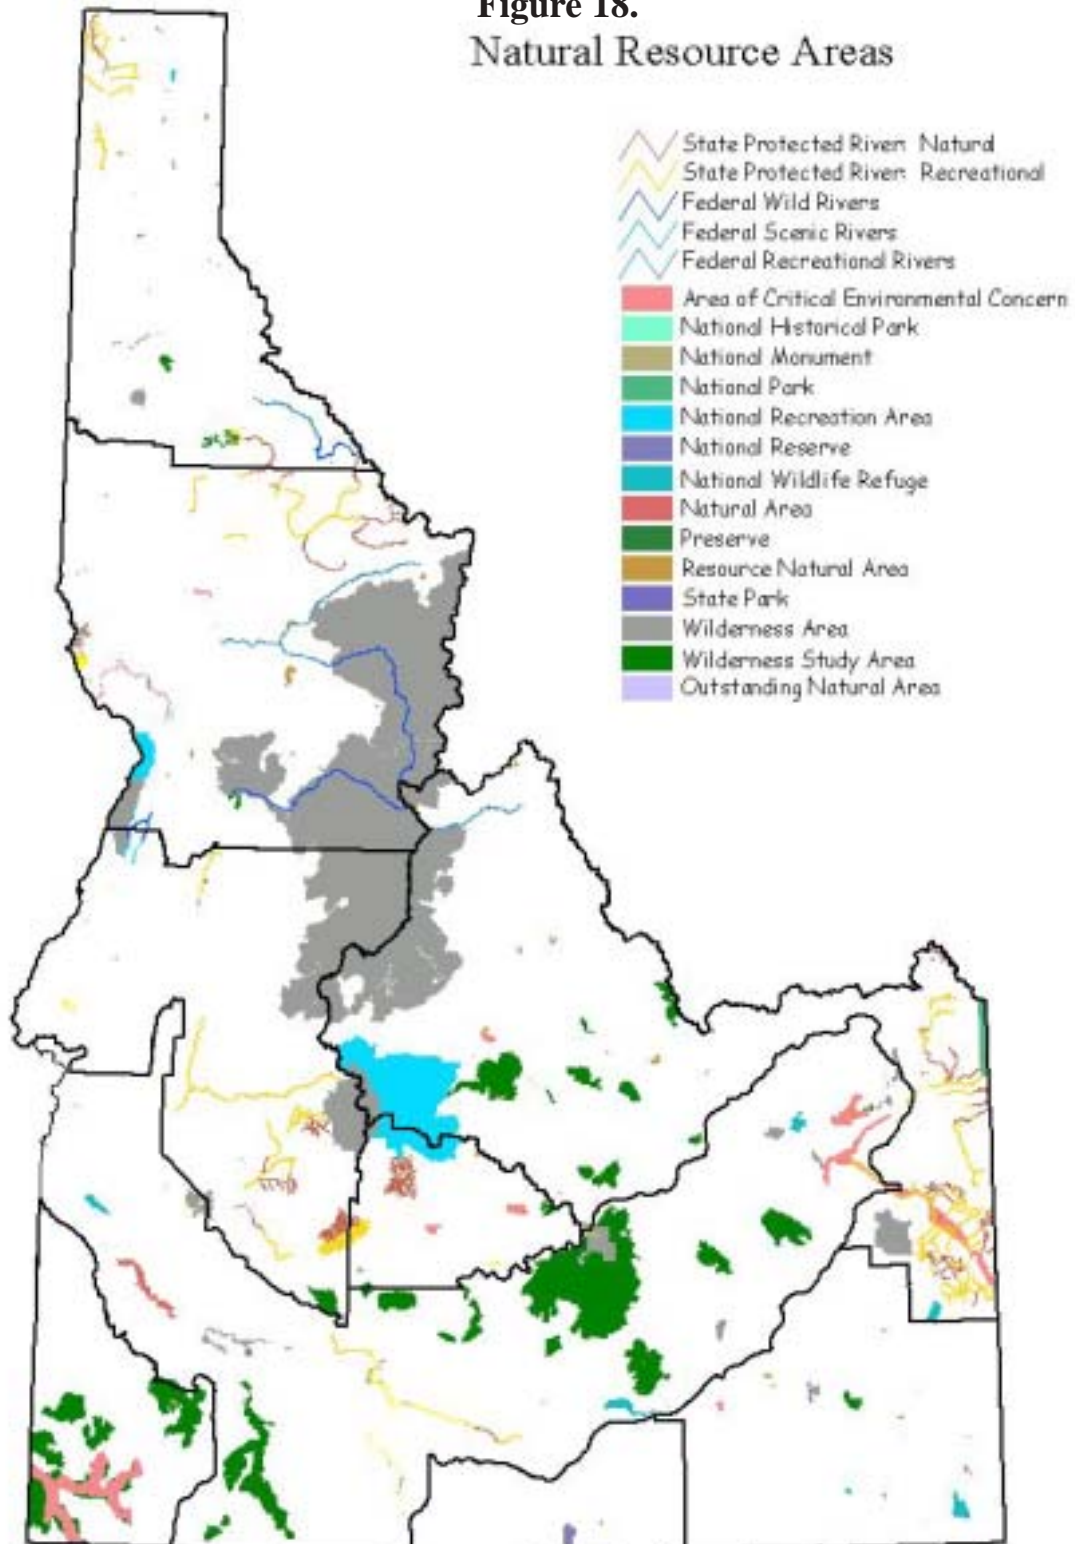 Figure 18.
Natural Resource Areas
State Protected River: Natural
State Protected River: Recreational
Federal Wild Rivers
Federal Scenic Rivers
Federal Recreational Rivers
Area of Critical Environmental Concern
National Historical Park
National Monument
National Park
National Recreation Area
National Reserve
National Wildlife Refuge
Natural Area
Preserve
Resource Natural Area
State Park
Wilderness Area
Wilderness Study Area
Outstanding Natural Area